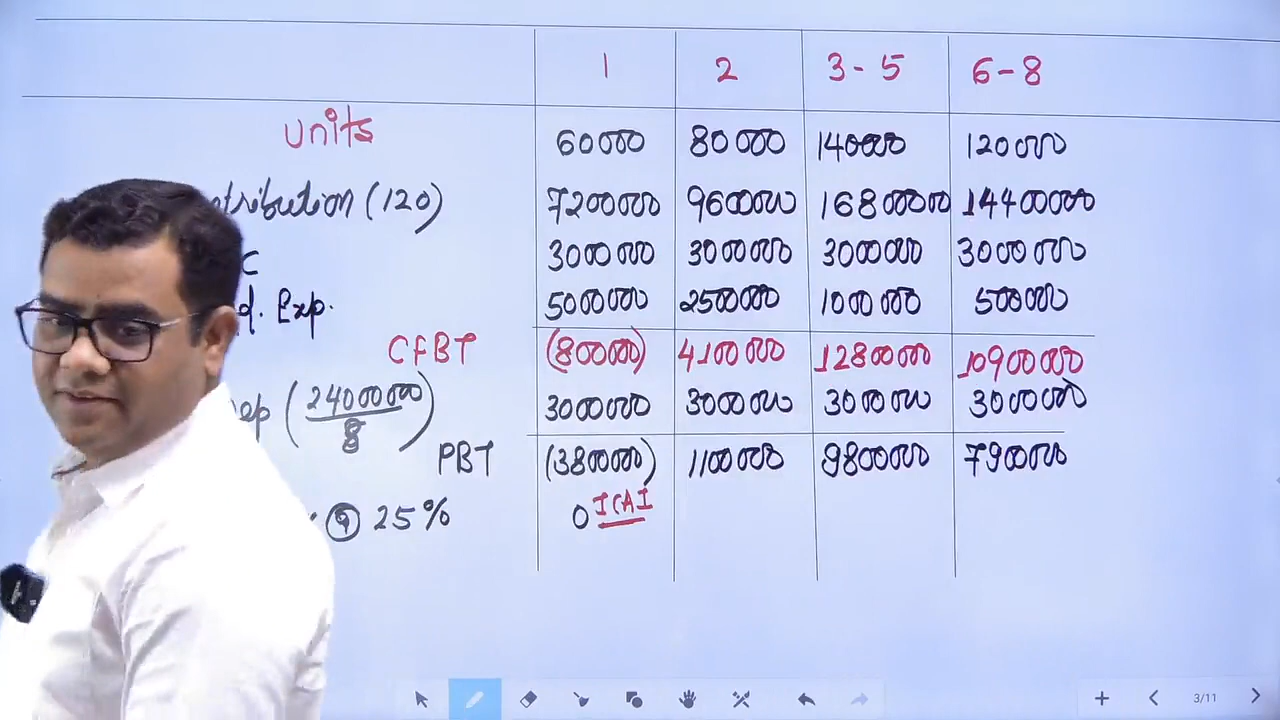 1 2 3-5 6-8
Units 60000 80000 140000 120000
ntribution (120) 7200000 9600000 16800000 14400000
C 3000000 3000000 3000000 3000000
d. Exp. 5000000 2500000 1000000 500000
CFBT (800000) 4100000 12800000 10900000
ep (24000000 3000000 3000000 3000000 3000000
8)
PBT (3800000) 1100000 9800000 7900000
@ 25% 0 ICAI
3/11